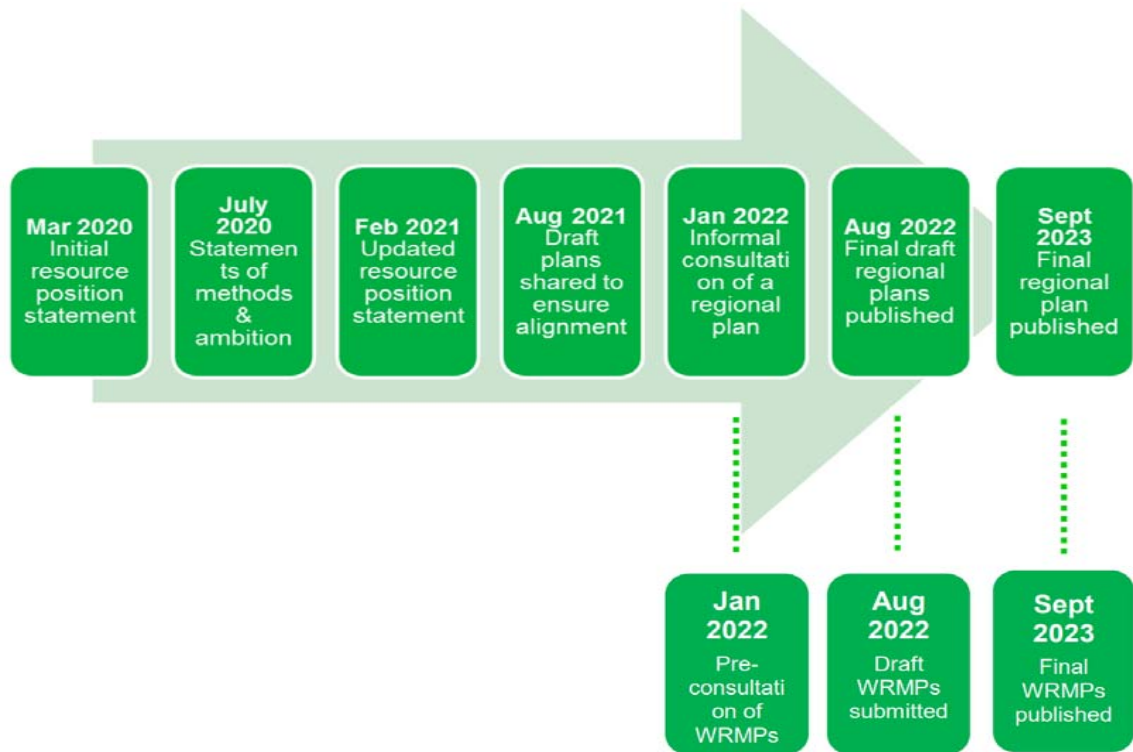 Mar 2020
Initial
resource
position
statement
July
2020
Statemen
ts of
methods
&
ambition
Feb 2021
Updated
resource
position
statement
Aug 2021
Draft
plans
shared to
ensure
alignment
Jan 2022
Informal
consultati
on of a
regional
plan
Aug 2022
Final draft
regional
plans
published
Sept
2023
Final
regional
plan
published
Jan
2022
Pre-
consultati
on of
WRMPs
Aug
2022
Draft
WRMPs
submitted
Sept
2023
Final
WRMPs
published